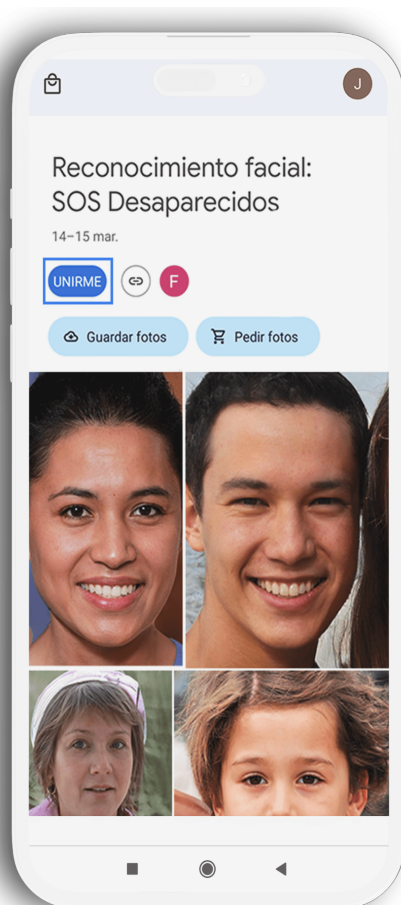 J
Reconocimiento facial:
SOS Desaparecidos
14–15 mar.
UNIRME
F
Guardar fotos
Pedir fotos